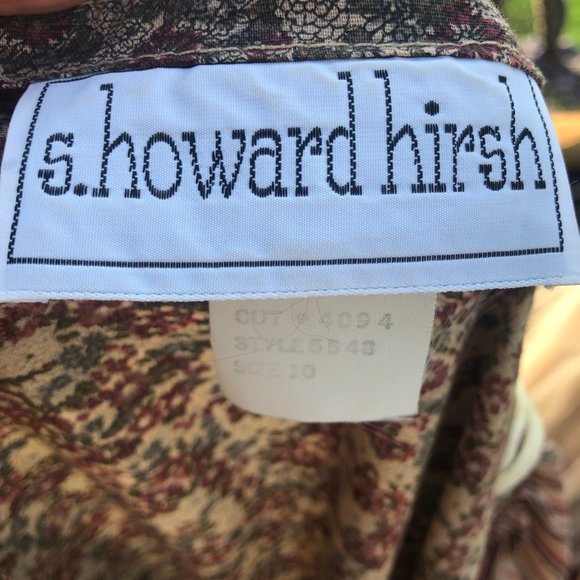 s.howard hirsh
CUT # 4094
STYLE 6548
SIZE 10